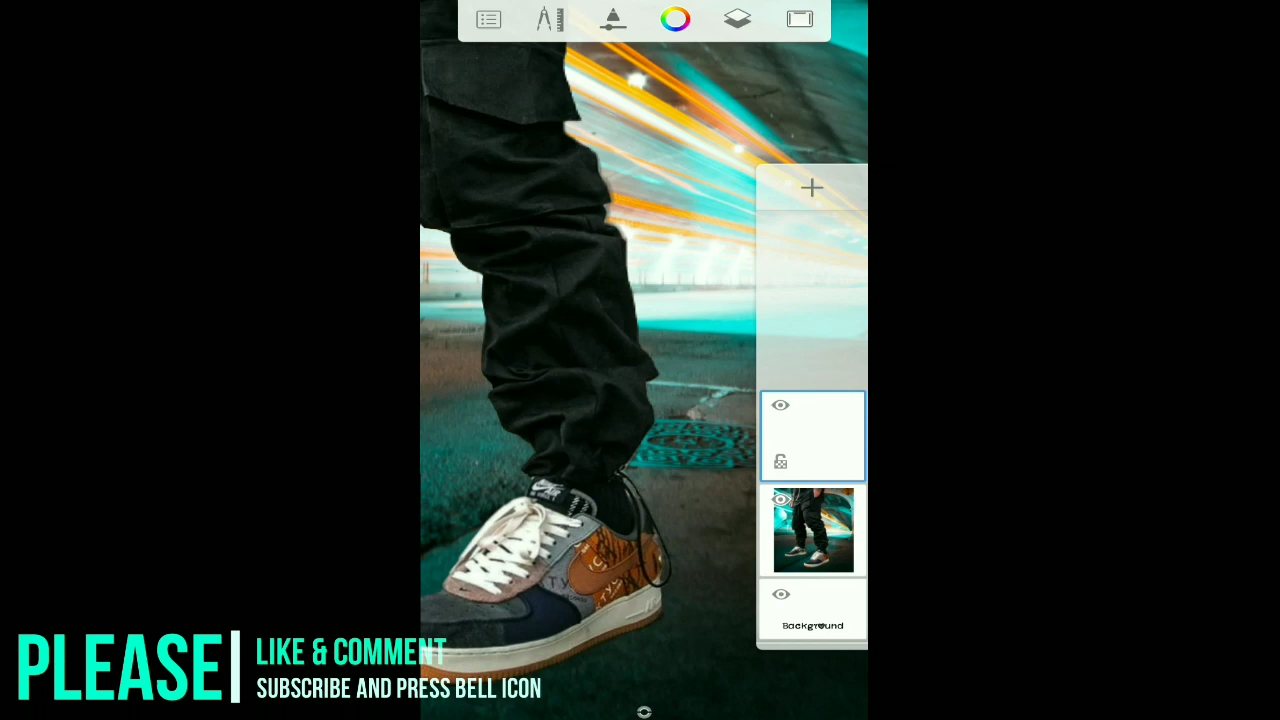 Background
PLEASE
LIKE & COMMENT
SUBSCRIBE AND PRESS BELL ICON